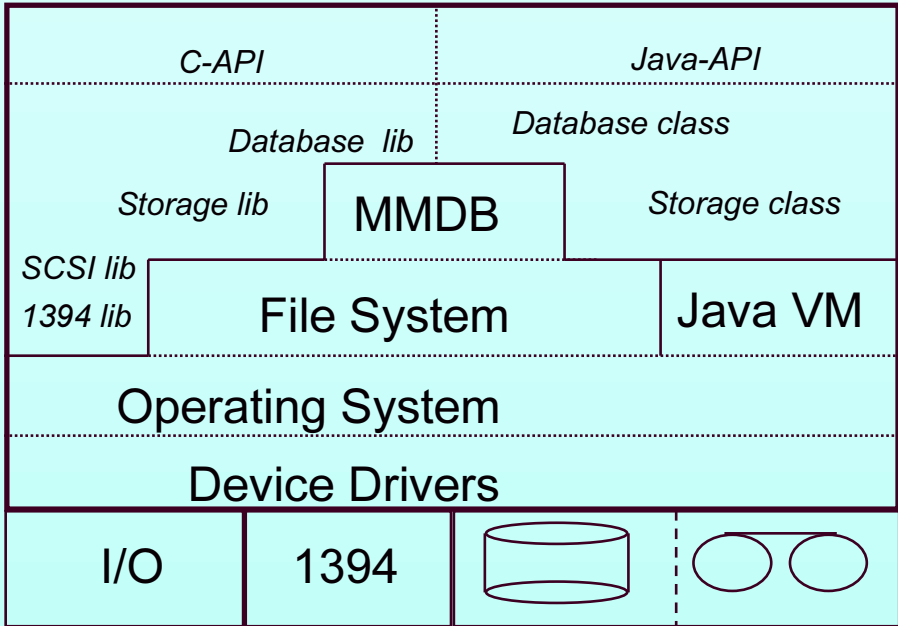 C-API
Java-API
Database lib
Database class
Storage lib
MMDB
Storage class
SCSI lib
1394 lib
File System
Java VM
Operating System
Device Drivers
I/O
1394